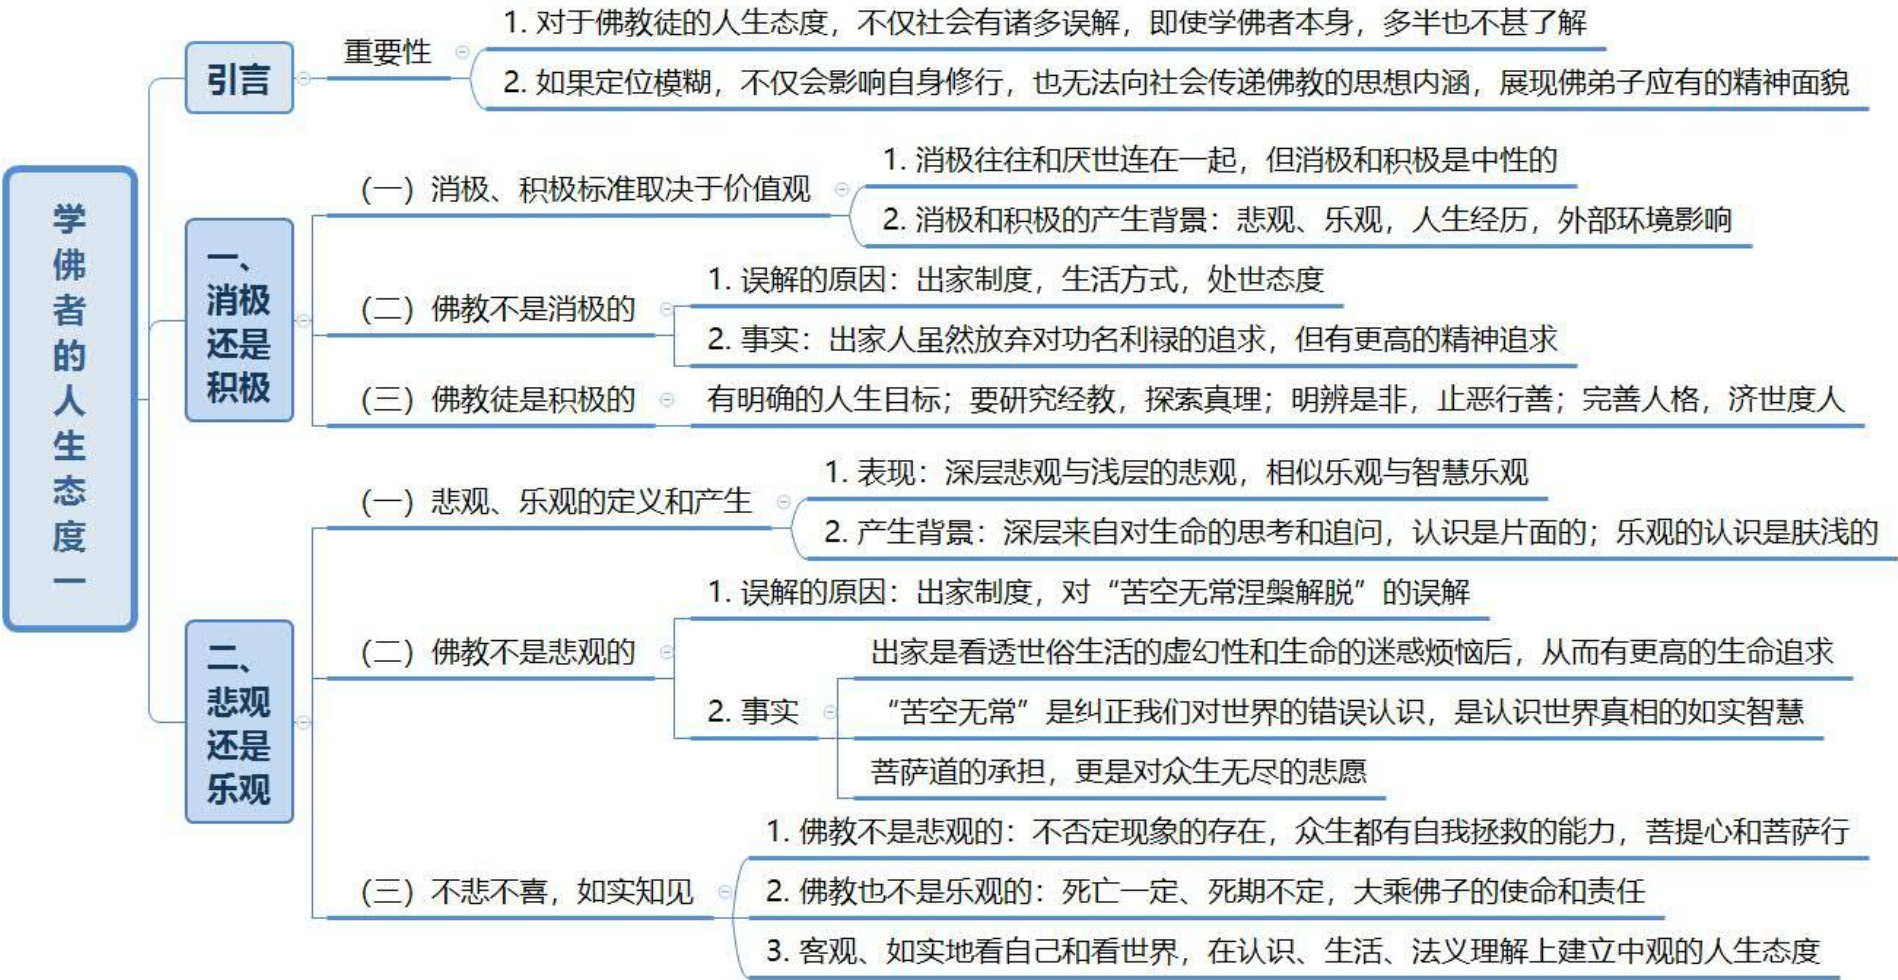 学佛者的人生态度一
引言
重要性
1. 对于佛教徒的人生态度，不仅社会有诸多误解，即使学佛者本身，多半也不甚了解
2. 如果定位模糊，不仅会影响自身修行，也无法向社会传递佛教的思想内涵，展现佛弟子应有的精神面貌
一、
消极
还是
积极
（一）消极、积极标准取决于价值观
1. 消极往往和厌世连在一起，但消极和积极是中性的
2. 消极和积极的产生背景：悲观、乐观，人生经历，外部环境影响
（二）佛教不是消极的
1. 误解的原因：出家制度，生活方式，处世态度
2. 事实：出家人虽然放弃对功名利禄的追求，但有更高的精神追求
（三）佛教徒是积极的
有明确的人生目标；要研究经教，探索真理；明辨是非，止恶行善；完善人格，济世度人
二、
悲观
还是
乐观
（一）悲观、乐观的定义和产生
1. 表现：深层悲观与浅层的悲观，相似乐观与智慧乐观
2. 产生背景：深层来自对生命的思考和追问，认识是片面的；乐观的认识是肤浅的
（二）佛教不是悲观的
1. 误解的原因：出家制度，对“苦空无常涅槃解脱”的误解
2. 事实
出家是看透世俗生活的虚幻性和生命的迷惑烦恼后，从而有更高的生命追求
“苦空无常”是纠正我们对世界的错误认识，是认识世界真相的如实智慧
菩萨道的承担，更是对众生无尽的悲愿
（三）不悲不喜，如实知见
1. 佛教不是悲观的：不否定现象的存在，众生都有自我拯救的能力，菩提心和菩萨行
2. 佛教也不是乐观的：死亡一定、死期不定，大乘佛子的使命和责任
3. 客观、如实地看自己和看世界，在认识、生活、法义理解上建立中观的人生态度